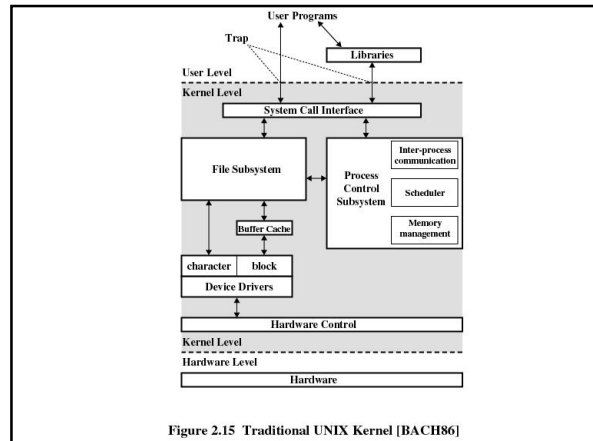 User Programs
Trap
Libraries
User Level
Kernel Level
System Call Interface
File Subsystem
Inter-process
communication
Process
Control
Subsystem
Scheduler
Memory
management
Buffer Cache
character
block
Device Drivers
Hardware Control
Kernel Level
Hardware Level
Hardware
Figure 2.15 Traditional UNIX Kernel [BACH86]